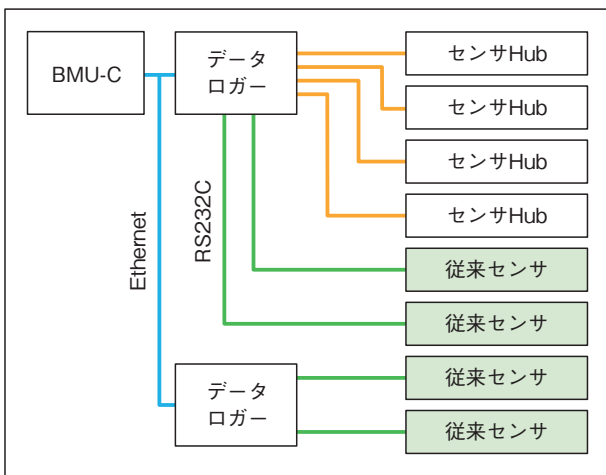 BMU-C
データ
ロガー
センサHub
センサHub
センサHub
センサHub
Ethernet
RS232C
従来センサ
従来センサ
データ
ロガー
従来センサ
従来センサ